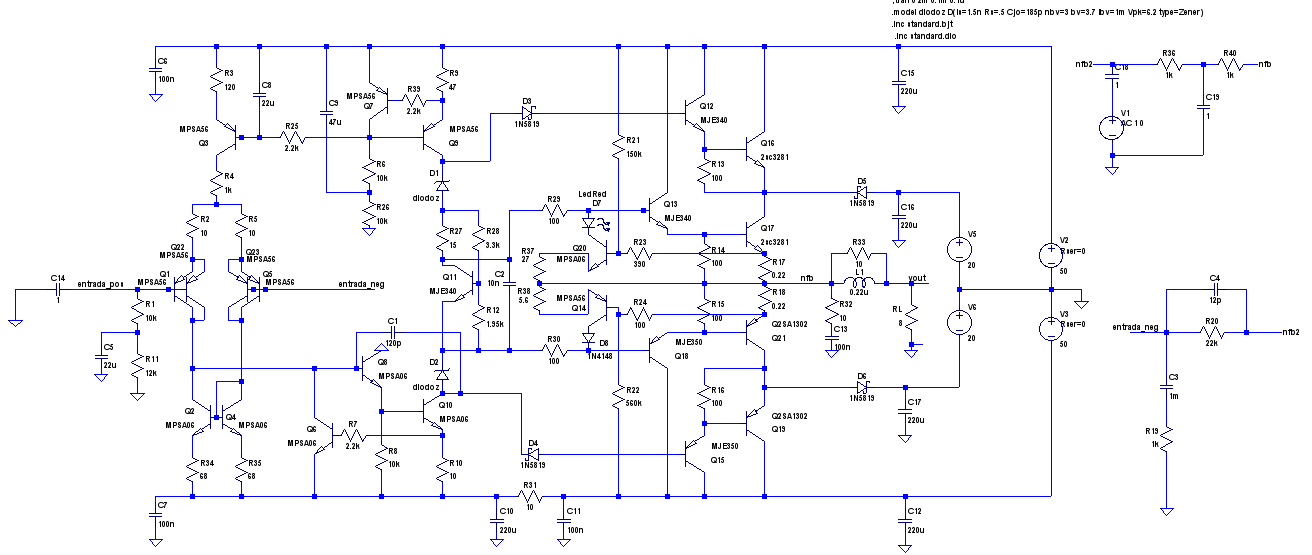 .model diodoz D(Is=1.5n Rs=.5 Cjo=185p nbv=3 bv=3.7 Ibv=1m Vpk=6.2 type=Zener)
.inc standard.bjt
.inc standard.dio
C6
100n
R3
120
C8
22u
MPSA56
Q3
R25
2.2k
C9
47u
MPSA56
Q7
R39
2.2k
R9
47
MPSA56
Q9
R6
10k
R26
10k
D3
1N5819
Q12
MJE340
R13
100
Q16
2sc3281
C15
220u
R4
1k
R2
10
R5
10
Q22
MPSA56
Q23
MPSA56
Q1
MPSA56
Q5
MPSA56
D1
diodoz
R27
15
R28
3.3k
Q11
MJE340
R12
1.95k
C2
10n
R29
100
LedRed
D7
Q20
MPSA06
R21
150k
R23
390
Q13
MJE340
R14
100
Q17
2sc3281
R17
0.22
R18
0.22
R37
27
R38
5.6
MPSA56
Q14
R24
100
R15
100
D8
1N4148
R30
100
MJE350
Q18
Q2SA1302
Q21
R22
560k
R16
100
Q2SA1302
Q19
MJE350
Q15
D5
1N5819
C16
220u
R33
10
L1
0.22u
nfb
vout
R32
10
C13
100n
RL
8
D6
1N5819
C17
220u
V5
20
V6
20
V2
Rser=0
50
V3
Rser=0
50
C14
1
entrada_pos
entrada_neg
R1
10k
C5
22u
R11
12k
Q2
MPSA06
Q4
MPSA06
R34
68
R35
68
C1
120p
Q8
MPSA06
Q6
MPSA06
R7
2.2k
R8
10k
D2
diodoz
Q10
MPSA06
R10
10
D4
1N5819
C7
100n
R31
10
C10
220u
C11
100n
C12
220u
nfb2
C18
1
V1
AC 10
R36
1k
R40
1k
nfb
C19
1
C4
12p
entrada_neg
R20
22k
nfb2
C3
1m
R19
1k